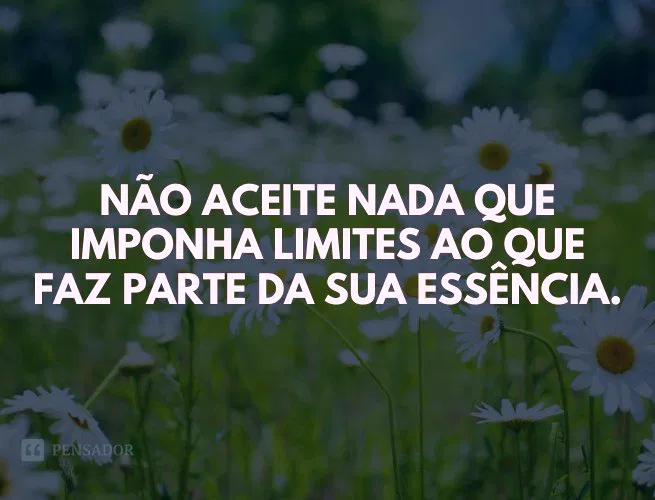 NÃO ACEITE NADA QUE
IMPONHA LIMITES AO QUE
FAZ PARTE DA SUA ESSÊNCIA.
PENSADOR